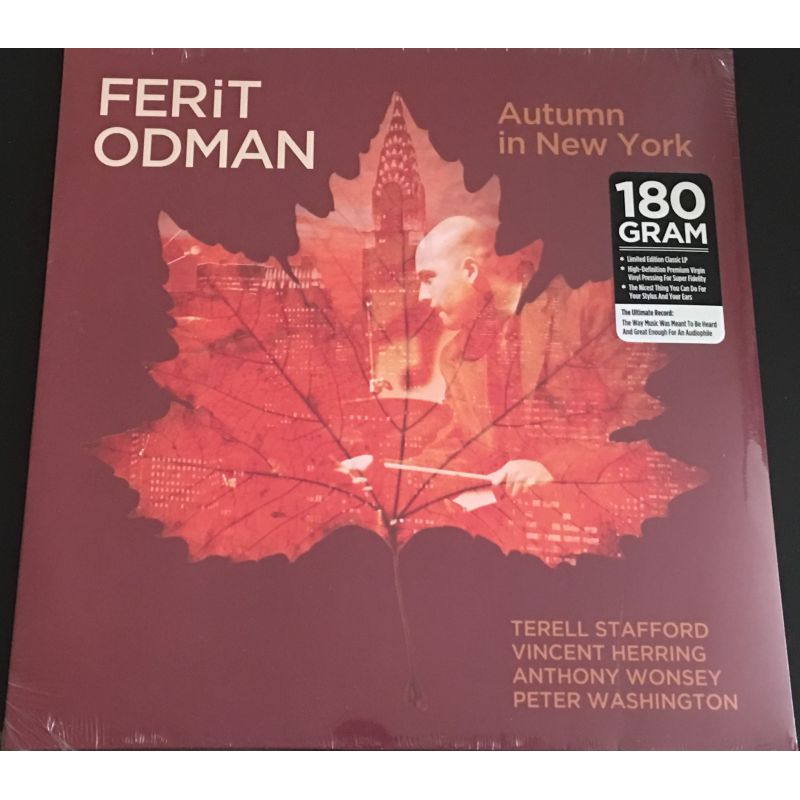 FERiT
ODMAN
Autumn
in New York
180
GRAM
• Limited Edition Classic LP
• High-Definition Premium Virgin
Vinyl Pressing For Super Fidelity
• The Nicest Thing You Can Do For
Your Stylus And Your Ears
The Ultimate Record:
The Way Music Was Meant To Be Heard
And Great Enough For An Audiophile
TERELL STAFFORD
VINCENT HERRING
ANTHONY WONSEY
PETER WASHINGTON